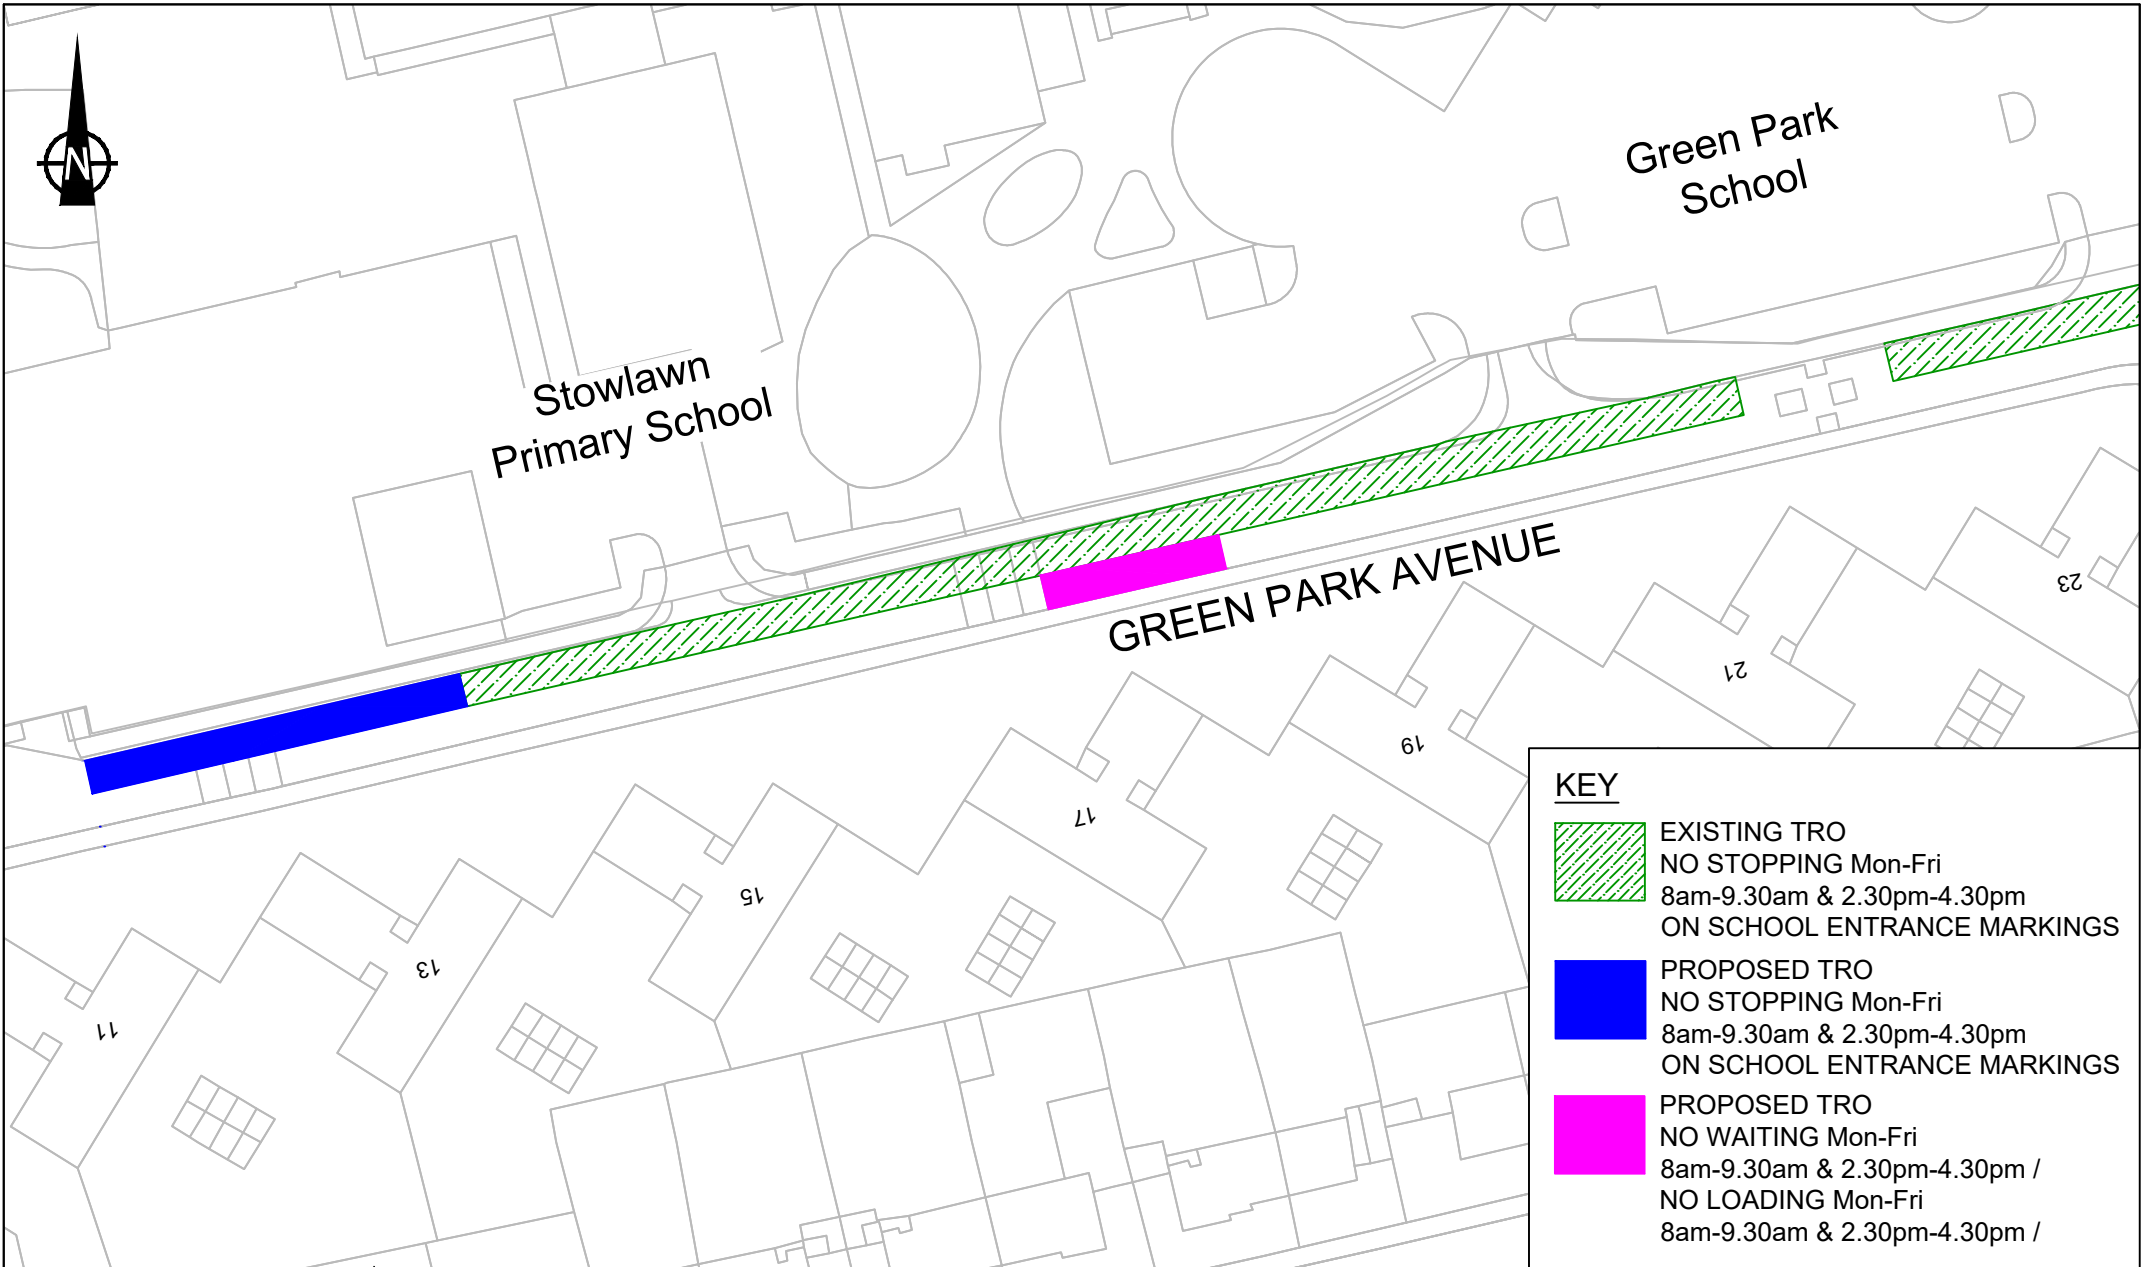 N
Green Park
School
Stowlawn
Primary School
GREEN PARK AVENUE
23
21
19
17
15
13
11
KEY
EXISTING TRO
NO STOPPING Mon-Fri
8am-9.30am & 2.30pm-4.30pm
ON SCHOOL ENTRANCE MARKINGS
PROPOSED TRO
NO STOPPING Mon-Fri
8am-9.30am & 2.30pm-4.30pm
ON SCHOOL ENTRANCE MARKINGS
PROPOSED TRO
NO WAITING Mon-Fri
8am-9.30am & 2.30pm-4.30pm /
NO LOADING Mon-Fri
8am-9.30am & 2.30pm-4.30pm /